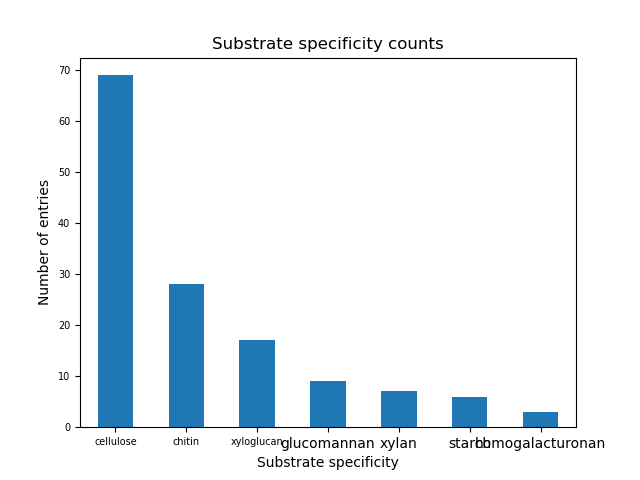 Substrate specificity counts
Number of entries
70
60
50
40
30
20
10
0
cellulose chitin xyloglucan glucomannan xylan starch homogalacturonan
Substrate specificity